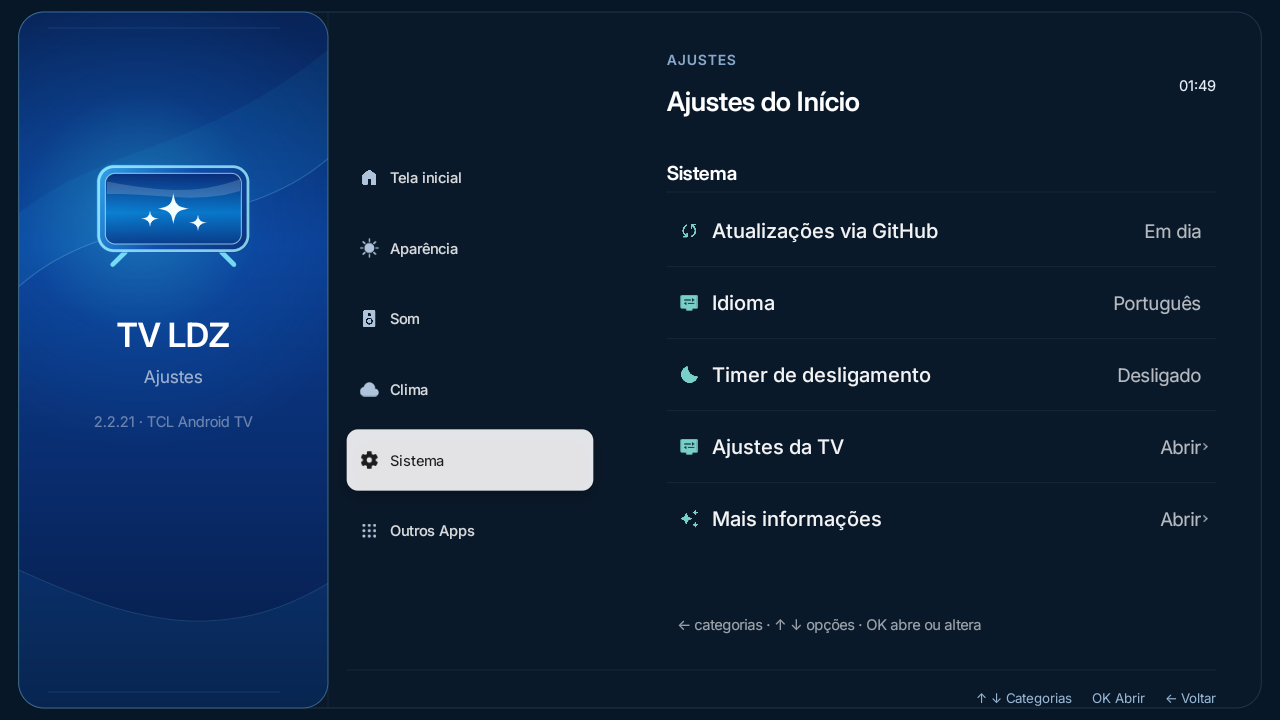 TV LDZ
Ajustes
2.2.21 · TCL Android TV
Tela inicial
Aparência
Som
Clima
Sistema
Outros Apps
AJUSTES
Ajustes do Início
01:49
Sistema
Atualizações via GitHub Em dia
Idioma Português
Timer de desligamento Desligado
Ajustes da TV Abrir›
Mais informações Abrir›
← categorias · ↑ ↓ opções · OK abre ou altera
↑ ↓ Categorias OK Abrir ← Voltar